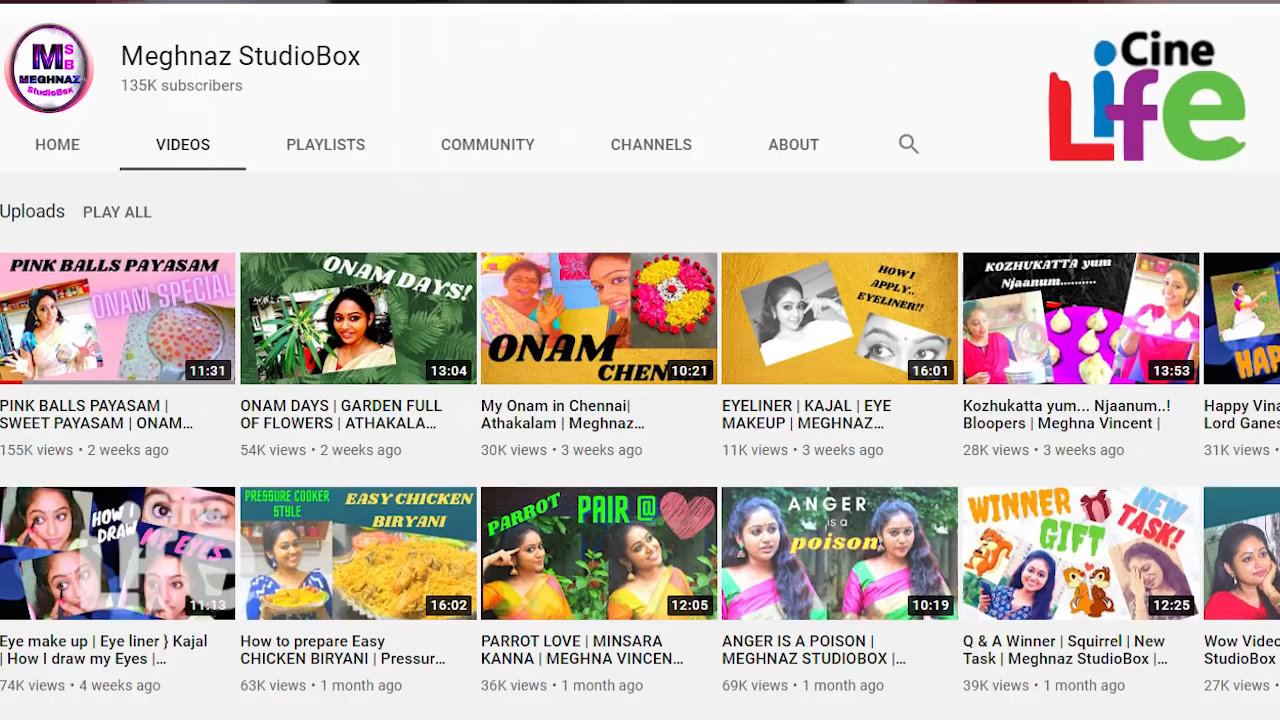 M SB
MEGHNAZ
StudioBox
Meghnaz StudioBox
135K subscribers
Cine
Life
HOME VIDEOS PLAYLISTS COMMUNITY CHANNELS ABOUT
Uploads PLAY ALL
PINK BALLS PAYASAM
ONAM SPECIAL
11:31
ONAM DAYS!
13:04
ONAM
CHEN
10:21
HOW I
APPLY..
EYELINER!!
16:01
KOZHUKATTA yum
Njaanum..........
13:53
HAP
PINK BALLS PAYASAM |
SWEET PAYASAM | ONAM...
155K views • 2 weeks ago
ONAM DAYS | GARDEN FULL
OF FLOWERS | ATHAKALA...
54K views • 2 weeks ago
My Onam in Chennai|
Athakalam | Meghnaz...
30K views • 3 weeks ago
EYELINER | KAJAL | EYE
MAKEUP | MEGHNAZ...
11K views • 3 weeks ago
Kozhukatta yum... Njaanum..!
Bloopers | Meghna Vincent |
28K views • 3 weeks ago
Happy Vina
Lord Ganes
31K views •
HOW I
DRAW
MY EYES
11:13
PRESSURE COOKER
STYLE
EASY CHICKEN
BIRYANI
16:02
PARROT PAIR @
12:05
ANGER
is a
poison
10:19
WINNER
GIFT
NEW
TASK!
12:25
Eye make up | Eye liner } Kajal
| How I draw my Eyes |...
74K views • 4 weeks ago
How to prepare Easy
CHICKEN BIRYANI | Pressur...
63K views • 1 month ago
PARROT LOVE | MINSARA
KANNA | MEGHNA VINCEN...
36K views • 1 month ago
ANGER IS A POISON |
MEGHNAZ STUDIOBOX |...
69K views • 1 month ago
Q & A Winner | Squirrel | New
Task | Meghnaz StudioBox |...
39K views • 1 month ago
Wow Video
StudioBox
27K views •